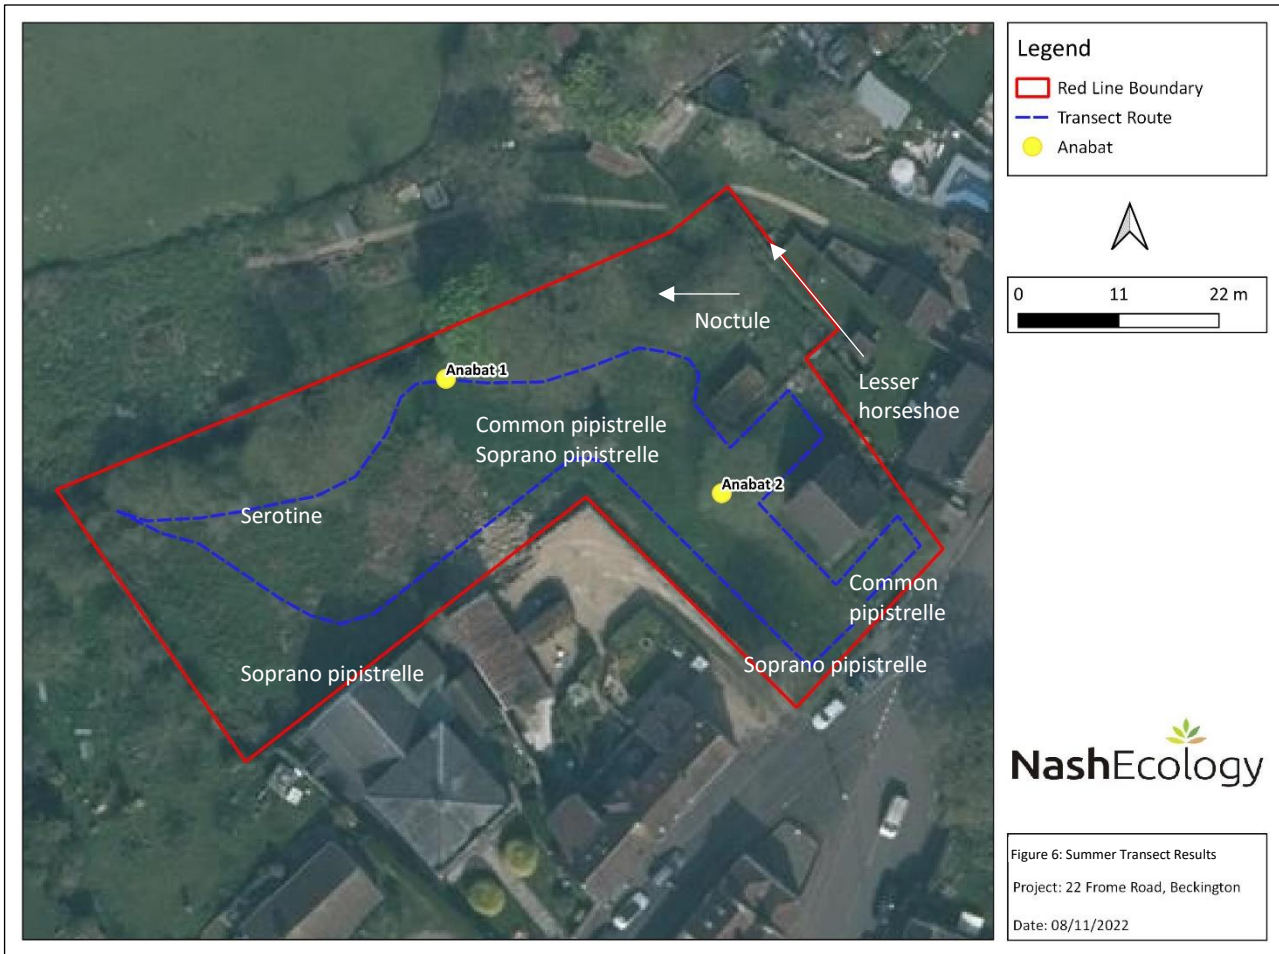 Legend
Red Line Boundary
Transect Route
Anabat
0 11 22 m
Noctule
Anabat 1
Lesser
horseshoe
Common pipistrelle
Soprano pipistrelle
Anabat 2
Serotine
Common
pipistrelle
Soprano pipistrelle
Soprano pipistrelle
NashEcology
Figure 6: Summer Transect Results
Project: 22 Frome Road, Beckington
Date: 08/11/2022